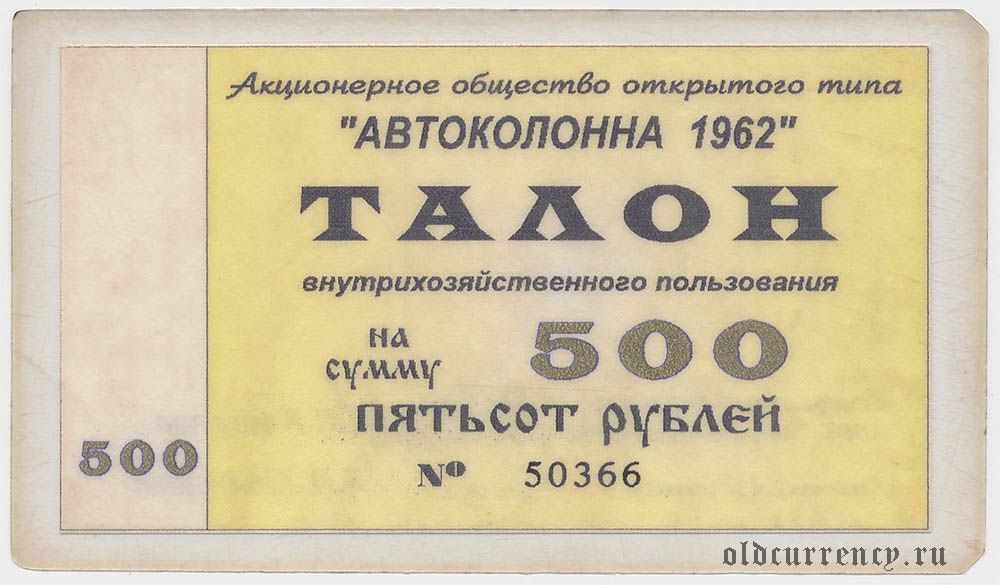 Акционерное общество открытого типа
"АВТОКОЛОННА 1962"
ТАЛОН
внутрихозяйственного пользования
на
сумму
500
ПЯТЬСОТ РУБЛЕЙ
500
№ 50366
oldcurrency.ru